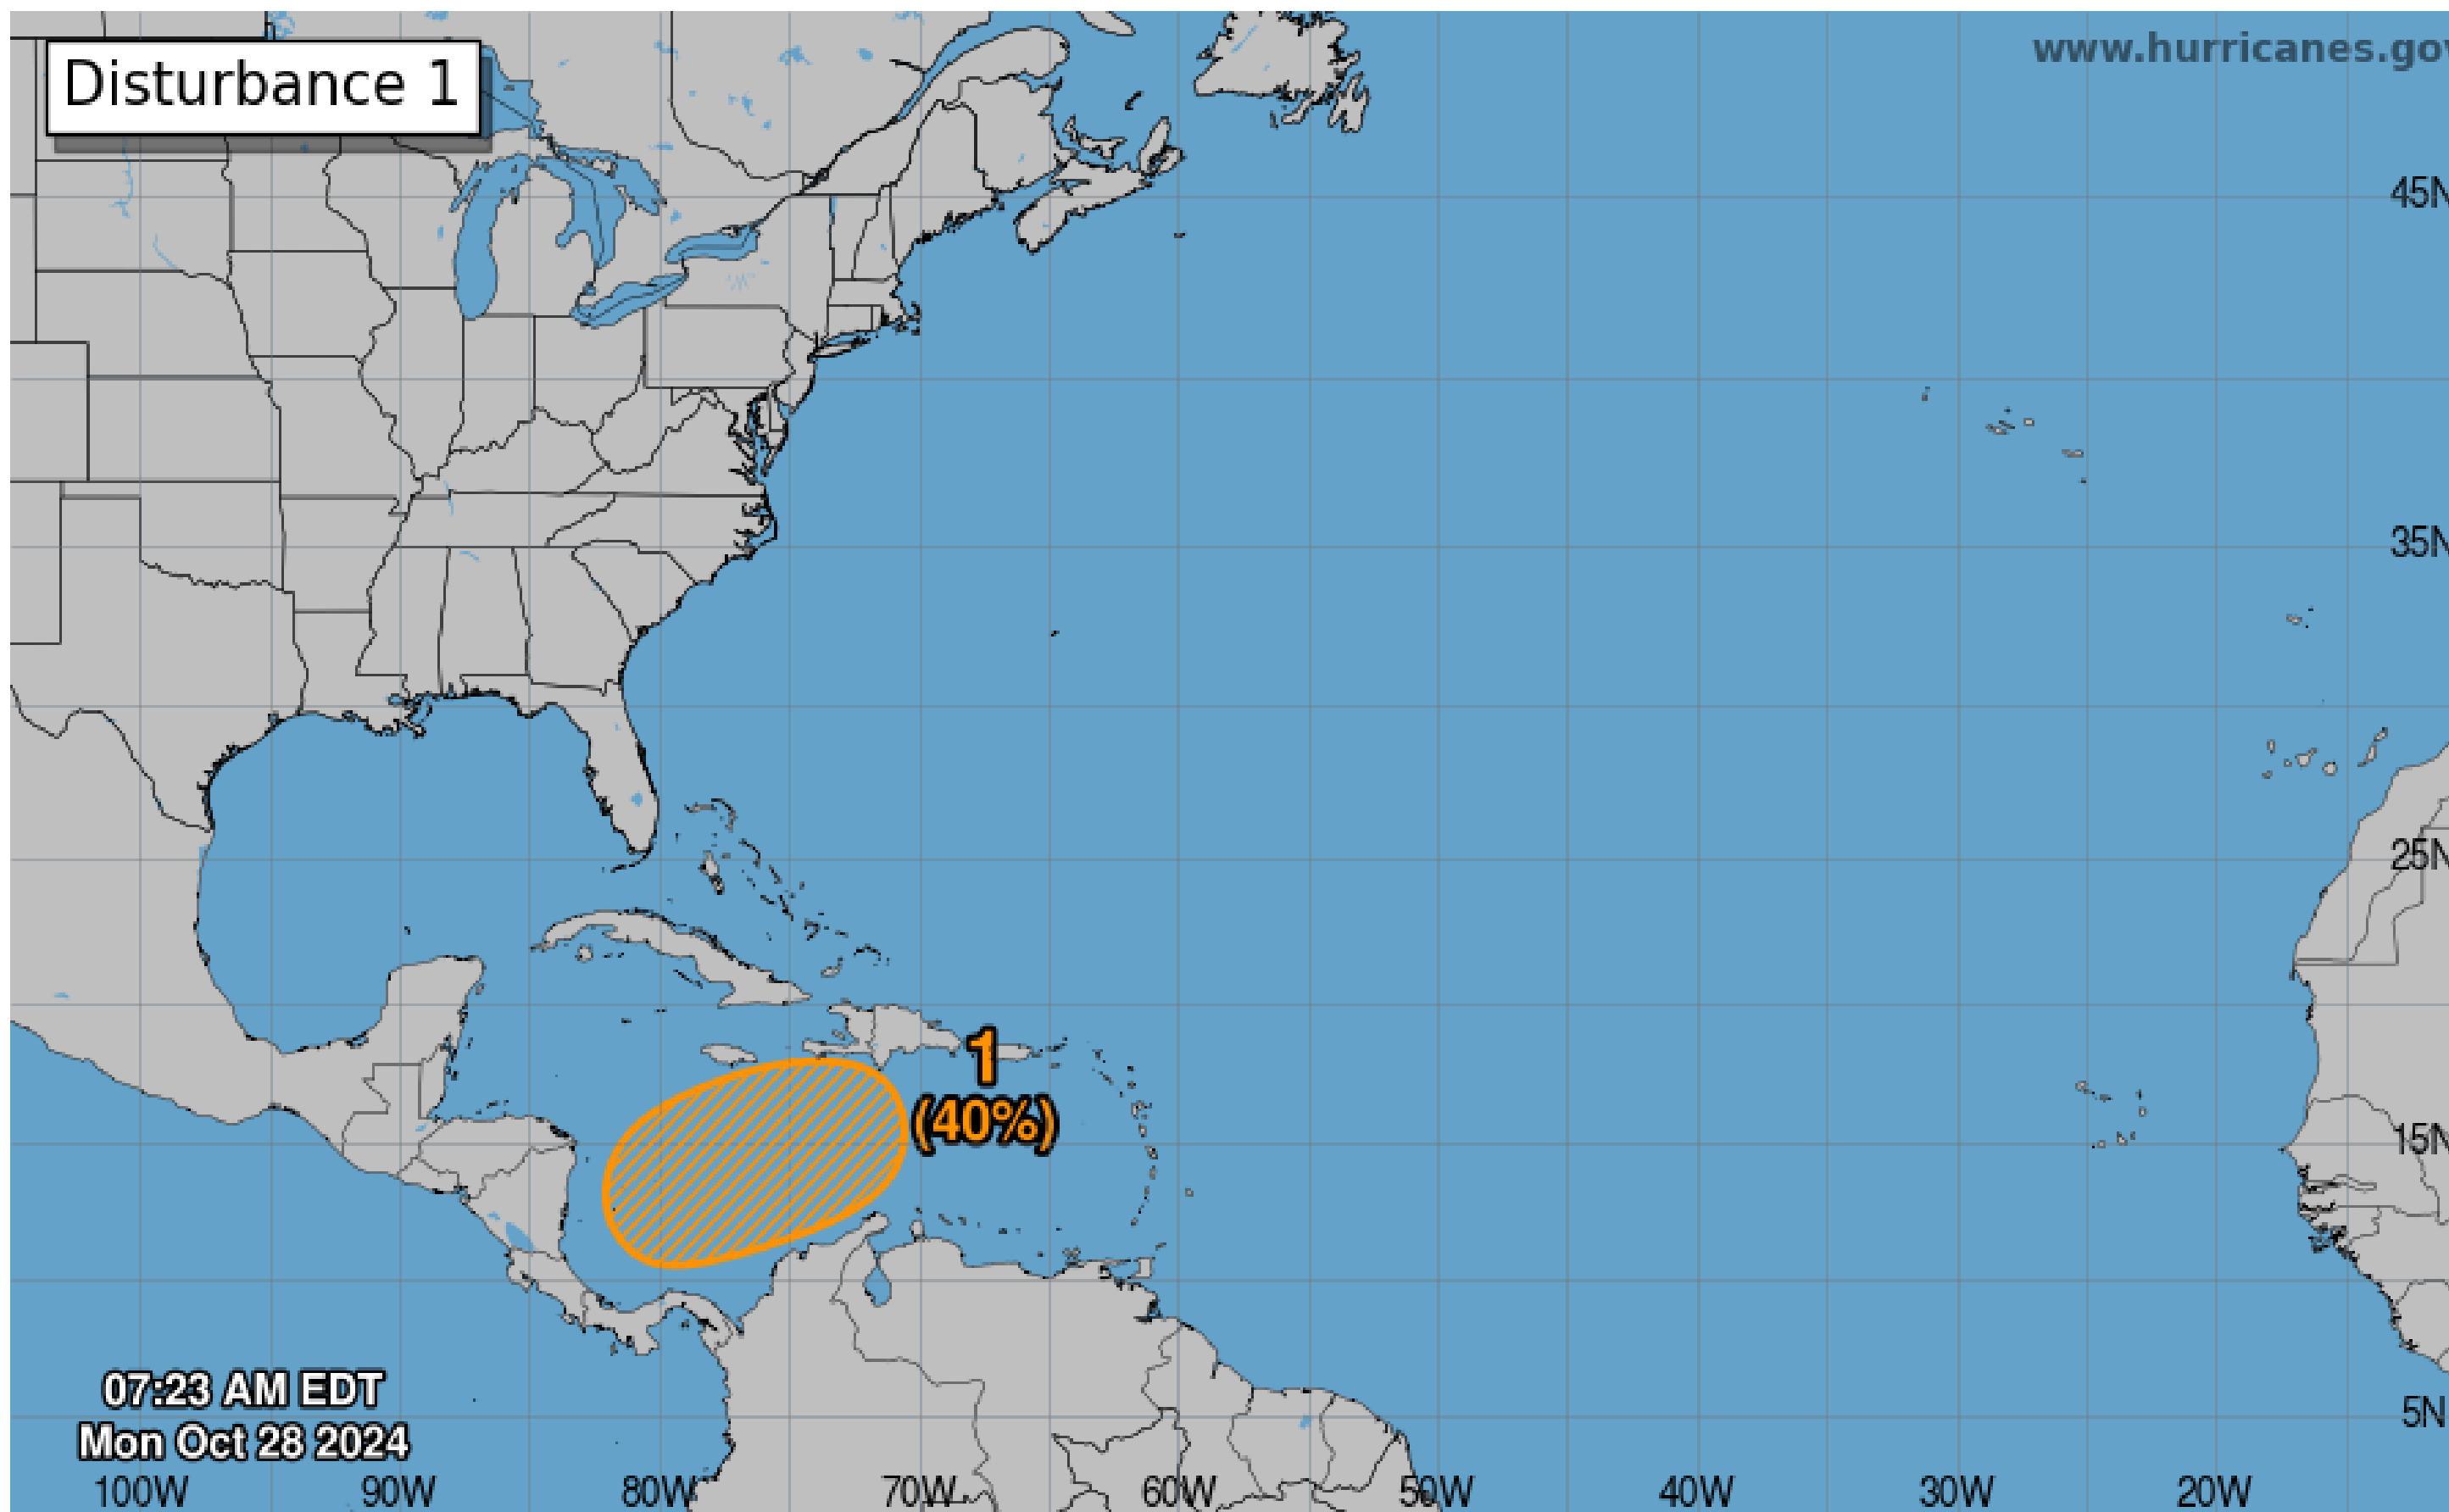 Disturbance 1
www.hurricanes.gov
45N
35N
25N
1
(40%)
15N
5N
07:23 AM EDT
Mon Oct 28 2024
100W 90W 80W 70W 60W 50W 40W 30W 20W